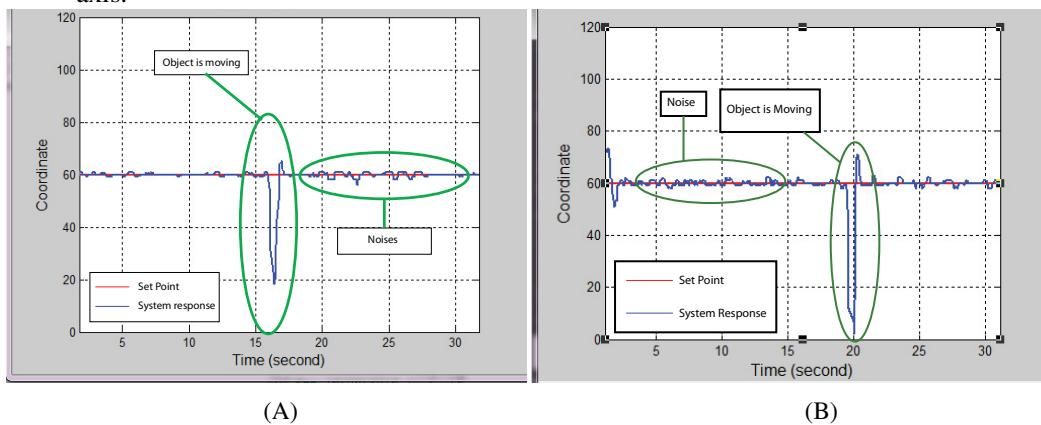 axis.
120
100
80
60
40
20
0
Coordinate
Object is moving
Noises
Set Point
System response
5
10
15
20
25
30
Time (second)
(A)
120
100
80
60
40
20
0
Coordinate
Noise
Object is Moving
Set Point
System Response
5
10
15
20
25
30
Time (second)
(B)